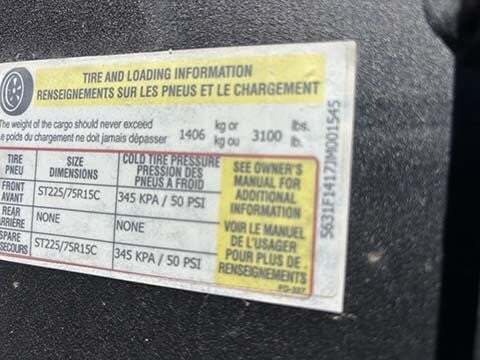 TIRE AND LOADING INFORMATION
RENSEIGNEMENTS SUR LES PNEUS ET LE CHARGEMENT
The weight of the cargo should never exceed 1406 kg or 3100 lbs.
Le poids du chargement ne doit jamais dépasser kg ou lb.
TIRE
PNEU
SIZE
DIMENSIONS
COLD TIRE PRESSURE
PRESSION DES
PNEUS A FROID
FRONT
AVANT
ST225/75R15C
345 KPA / 50 PSI
REAR
ARRIÈRE
NONE
NONE
SPARE
SECOURS
ST225/75R15C
345 KPA / 50 PSI
SEE OWNER'S
MANUAL FOR
ADDITIONAL
INFORMATION
VOIR LE MANUEL
DE L'USAGER
POUR PLUS DE
RENSEIGNEMENTS